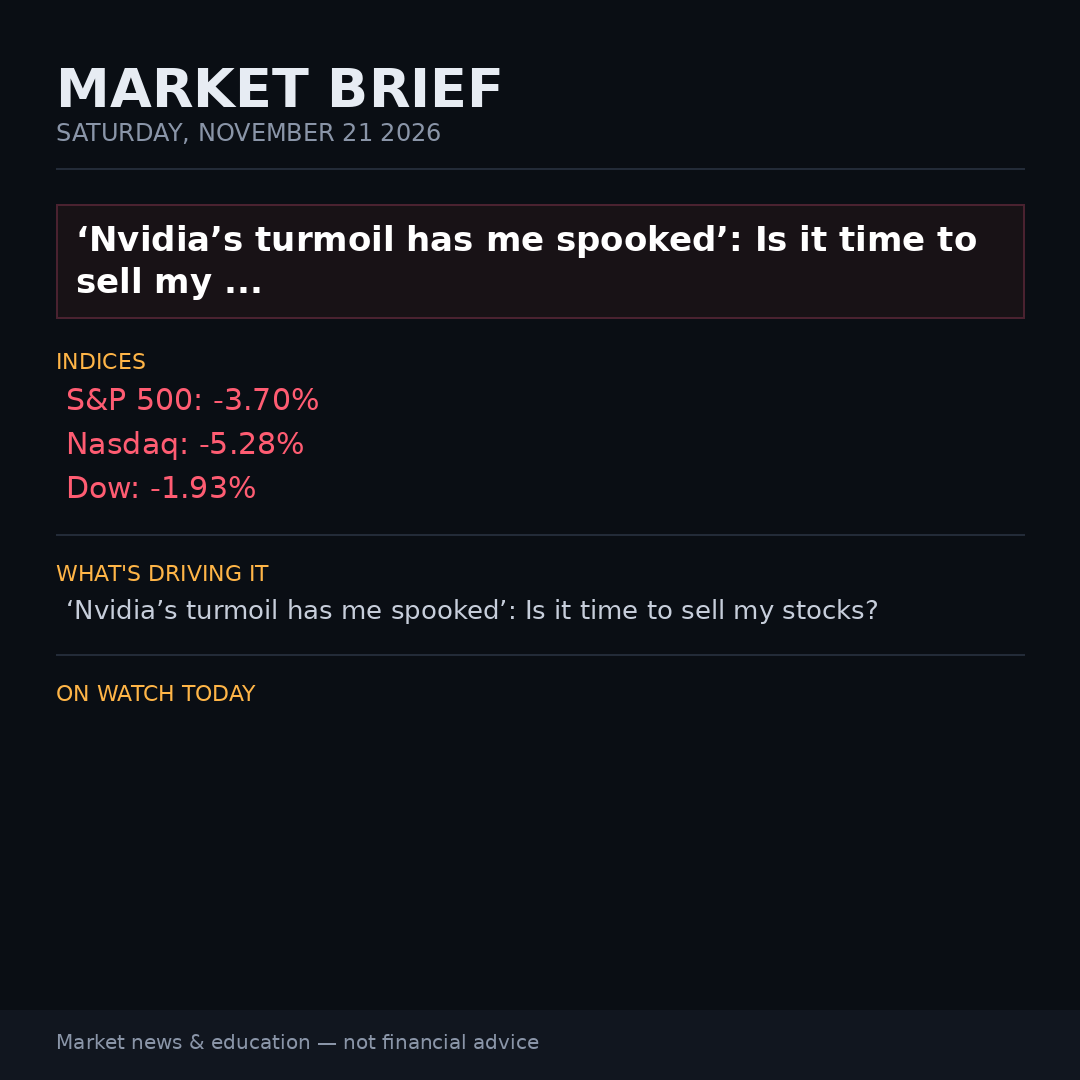 MARKET BRIEF
SATURDAY, NOVEMBER 21 2026
‘Nvidia’s turmoil has me spooked’: Is it time to
sell my ...
INDICES
S&P 500: -3.70%
Nasdaq: -5.28%
Dow: -1.93%
WHAT'S DRIVING IT
‘Nvidia’s turmoil has me spooked’: Is it time to sell my stocks?
ON WATCH TODAY
Market news & education — not financial advice